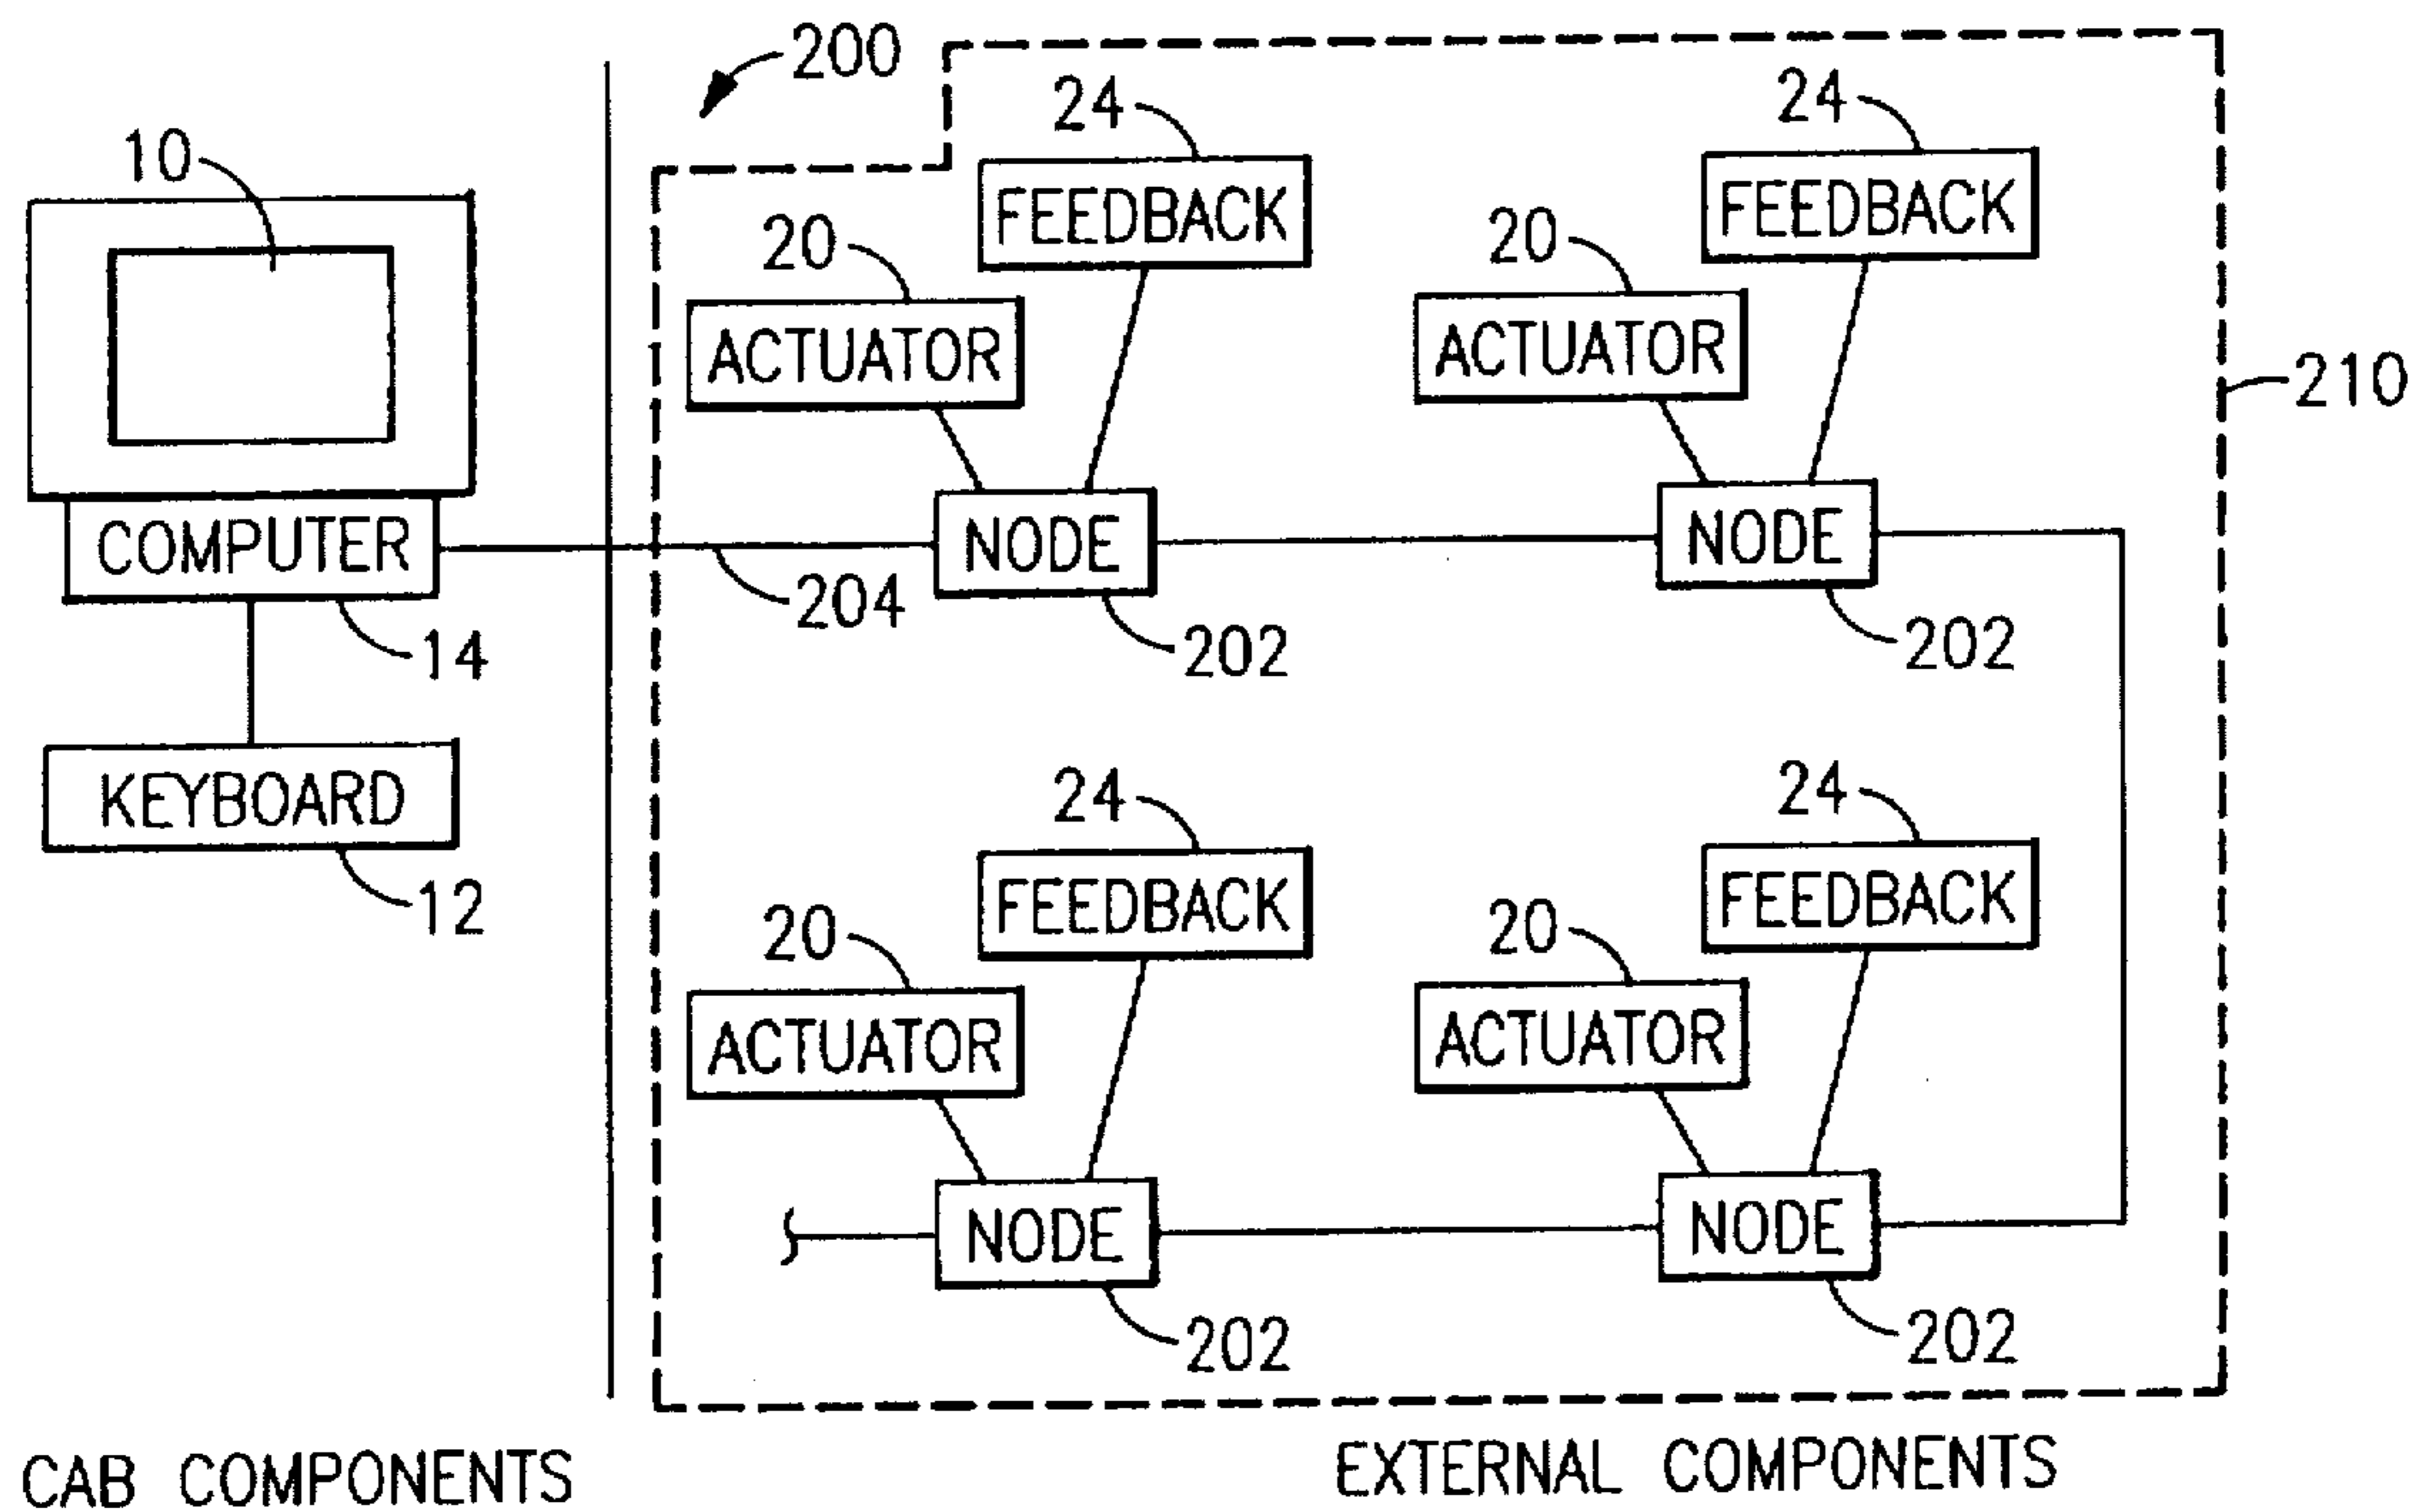 200
24
24
10
FEEDBACK
FEEDBACK
20
20
ACTUATOR
ACTUATOR
210
COMPUTER
NODE
NODE
204
14
202
202
KEYBOARD
24
24
12
FEEDBACK
FEEDBACK
20
20
ACTUATOR
ACTUATOR
NODE
NODE
202
202
CAB COMPONENTS
EXTERNAL COMPONENTS